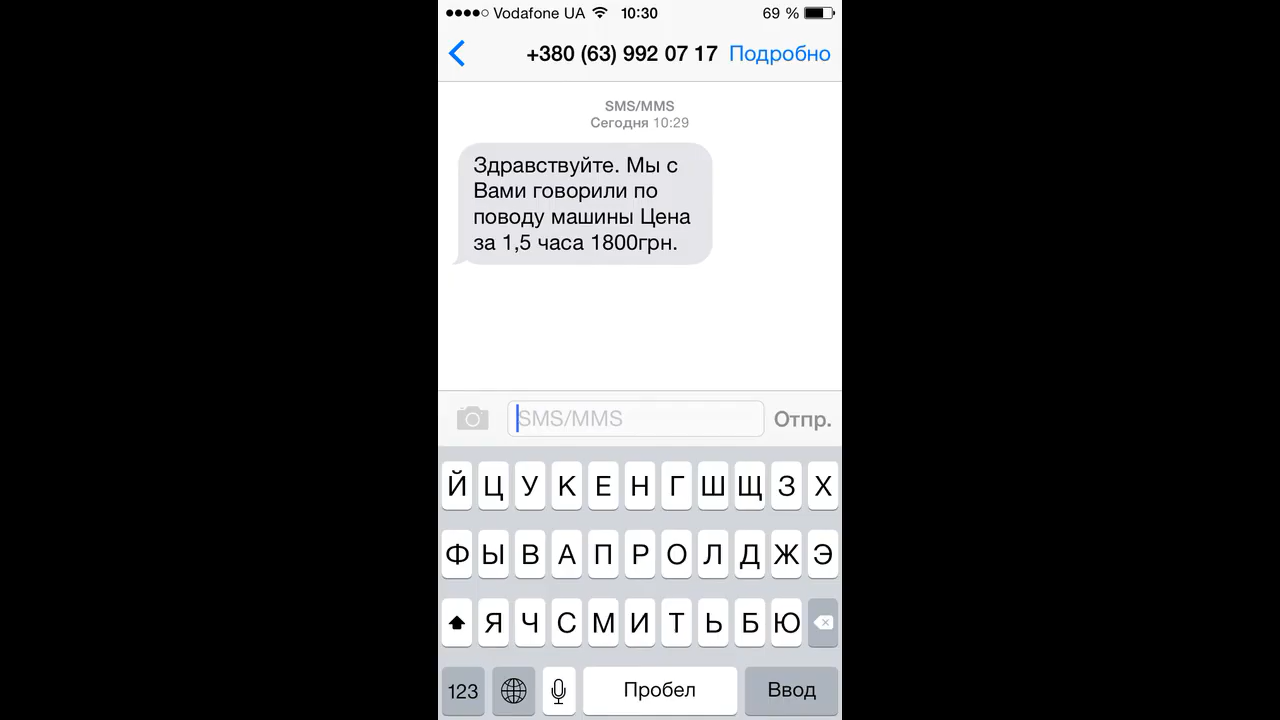 Vodafone UA 10:30 69 %
+380 (63) 992 07 17 Подробно
SMS/MMS
Сегодня 10:29
Здравствуйте. Мы с
Вами говорили по
поводу машины Цена
за 1,5 часа 1800грн.
SMS/MMS Отпр.
Й Ц У К Е Н Г Ш Щ З Х
Ф Ы В А П Р О Л Д Ж Э
Я Ч С М И Т Ь Б Ю
123 Пробел Ввод